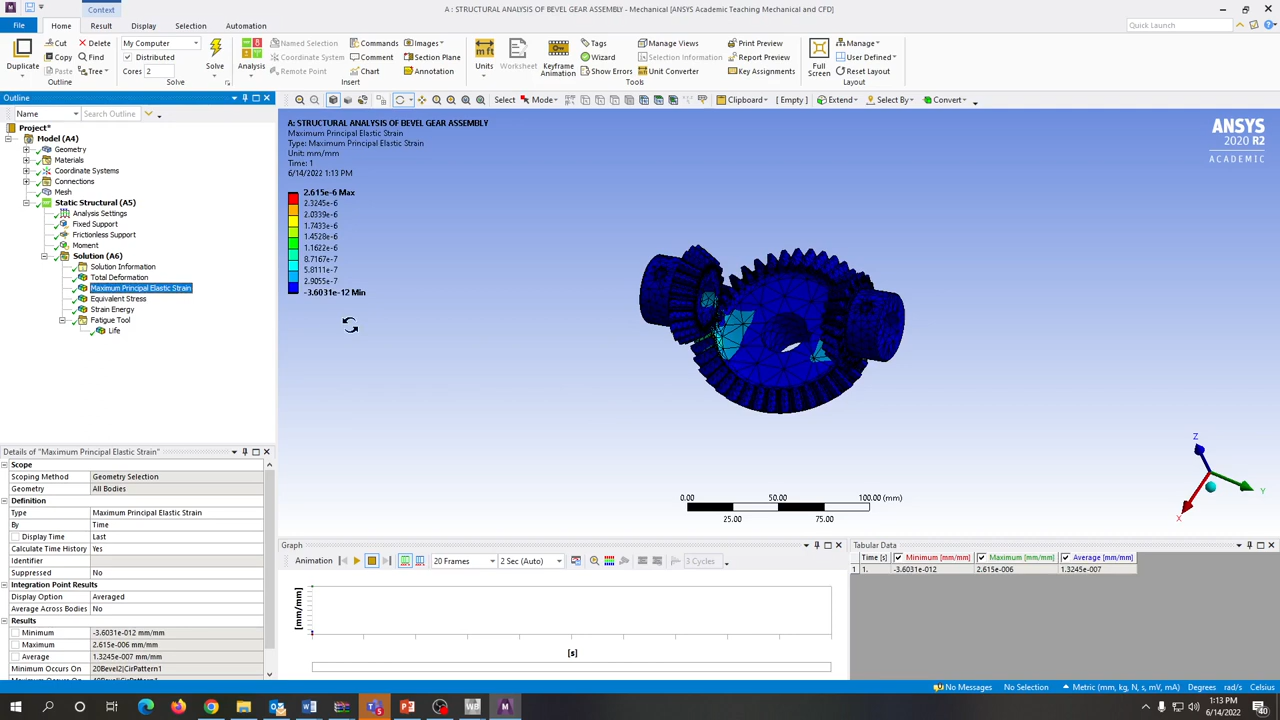 A : STRUCTURAL ANALYSIS OF BEVEL GEAR ASSEMBLY - Mechanical [ANSYS Academic Teaching Mechanical and CFD]
Context
File Home Result Display Selection Automation
Quick Launch
Duplicate
Cut
Copy
Paste
Delete
Find
Tree
Outline
My Computer
Distributed
Cores 2
Solve
Solve
Analysis
Named Selection
Coordinate System
Remote Point
Commands
Comment
Chart
Images
Section Plane
Annotation
Insert
Units
Worksheet
Keyframe
Animation
Tags
Wizard
Show Errors
Manage Views
Selection Information
Unit Converter
Print Preview
Report Preview
Key Assignments
Tools
Full
Screen
Manage
User Defined
Reset Layout
Layout
Outline
Select Mode Clipboard [ Empty ] Extend Select By Convert
Name Search Outline
Project*
Model (A4)
Geometry
Materials
Coordinate Systems
Connections
Mesh
Static Structural (A5)
Analysis Settings
Fixed Support
Frictionless Support
Moment
Solution (A6)
Solution Information
Total Deformation
Maximum Principal Elastic Strain
Equivalent Stress
Strain Energy
Fatigue Tool
Life
A: STRUCTURAL ANALYSIS OF BEVEL GEAR ASSEMBLY
Maximum Principal Elastic Strain
Type: Maximum Principal Elastic Strain
Unit: mm/mm
Time: 1
6/14/2022 1:13 PM
2.615e-6 Max
2.3245e-6
2.0339e-6
1.7433e-6
1.4528e-6
1.1622e-6
8.7167e-7
5.8111e-7
2.9055e-7
-3.6031e-12 Min
ANSYS
2020 R2
ACADEMIC
Z
Y
X
0.00 50.00 100.00 (mm)
25.00 75.00
Details of "Maximum Principal Elastic Strain"
Scope
Scoping Method Geometry Selection
Geometry All Bodies
Definition
Type Maximum Principal Elastic Strain
By Time
Display Time Last
Calculate Time History Yes
Identifier
Suppressed No
Integration Point Results
Display Option Averaged
Average Across Bodies No
Results
Minimum -3.6031e-012 mm/mm
Maximum 2.615e-006 mm/mm
Average 1.3245e-007 mm/mm
Minimum Occurs On 20Bevel2|CirPattern1
Graph
Animation 20 Frames 2 Sec (Auto) 3 Cycles
[mm/mm]
[s]
Tabular Data
Time [s] Minimum [mm/mm] Maximum [mm/mm] Average [mm/mm]
1 1. -3.6031e-012 2.615e-006 1.3245e-007
No Messages No Selection Metric (mm, kg, N, s, mV, mA) Degrees rad/s Celsius
1:13 PM
6/14/2022
40